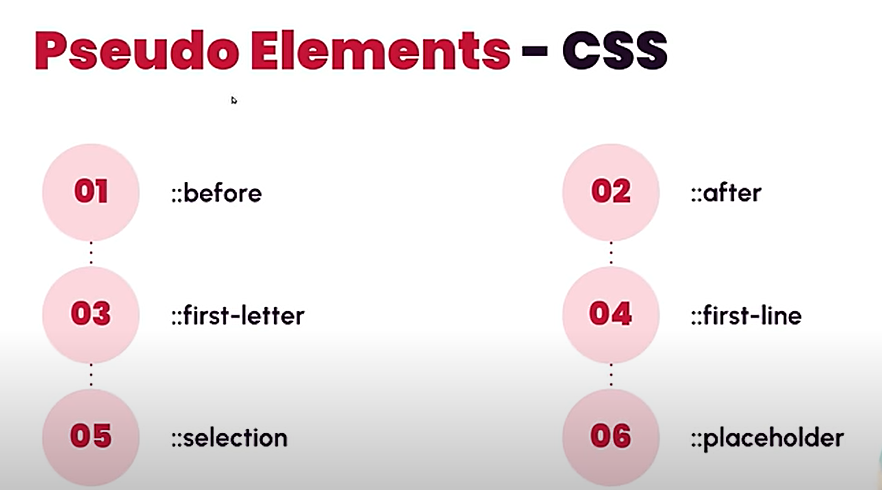 Pseudo Elements - CSS
01 ::before
02 ::after
03 ::first-letter
04 ::first-line
05 ::selection
06 ::placeholder